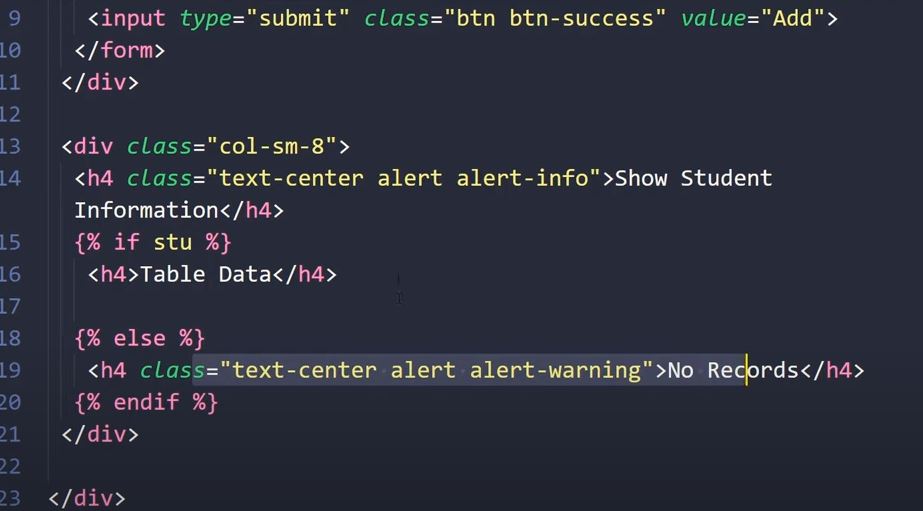 9 <input type="submit" class="btn btn-success" value="Add">
10 </form>
11 </div>
12
13 <div class="col-sm-8">
14 <h4 class="text-center alert alert-info">Show Student
Information</h4>
15 {% if stu %}
16 <h4>Table Data</h4>
17
18 {% else %}
19 <h4 class="text-center alert alert-warning">No Records</h4>
20 {% endif %}
21 </div>
22
23 </div>